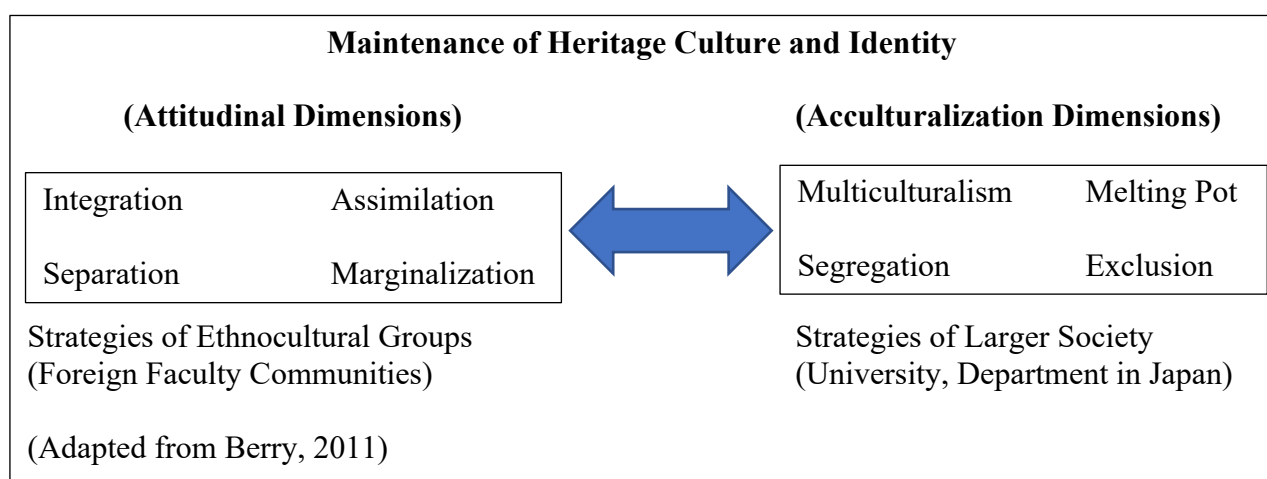 Maintenance of Heritage Culture and Identity
(Attitudinal Dimensions)
(Acculturalization Dimensions)
Integration Assimilation
Separation Marginalization
Multiculturalism Melting Pot
Segregation Exclusion
Strategies of Ethnocultural Groups
(Foreign Faculty Communities)
Strategies of Larger Society
(University, Department in Japan)
(Adapted from Berry, 2011)